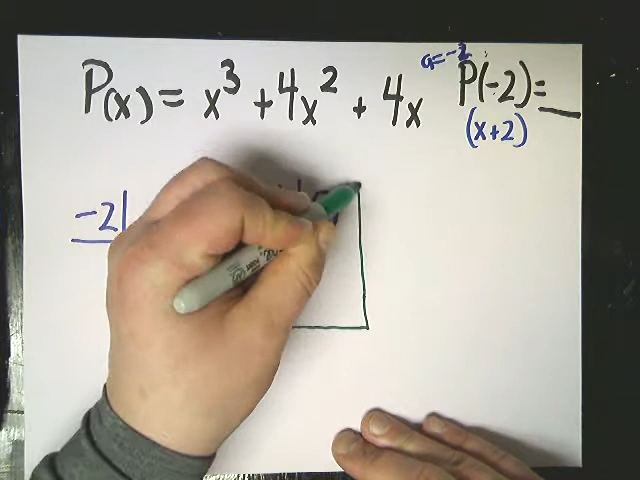 P(x) = x³ + 4x² + 4x
a=-2
P(-2)=__
(x+2)
-2|